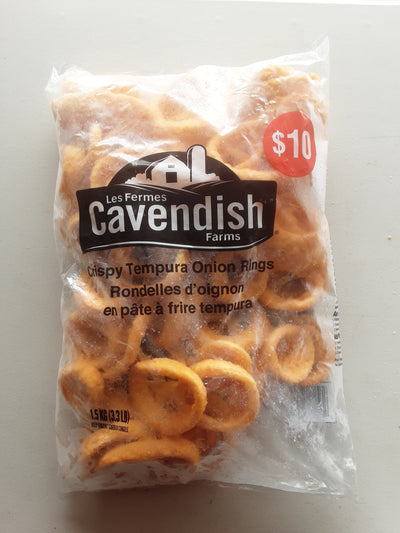 $10
Les Fermes
Cavendish
Farms
Crispy Tempura Onion Rings
Rondelles d'oignon
en pâte à frire tempura
1.5 KG (3.3 LB)